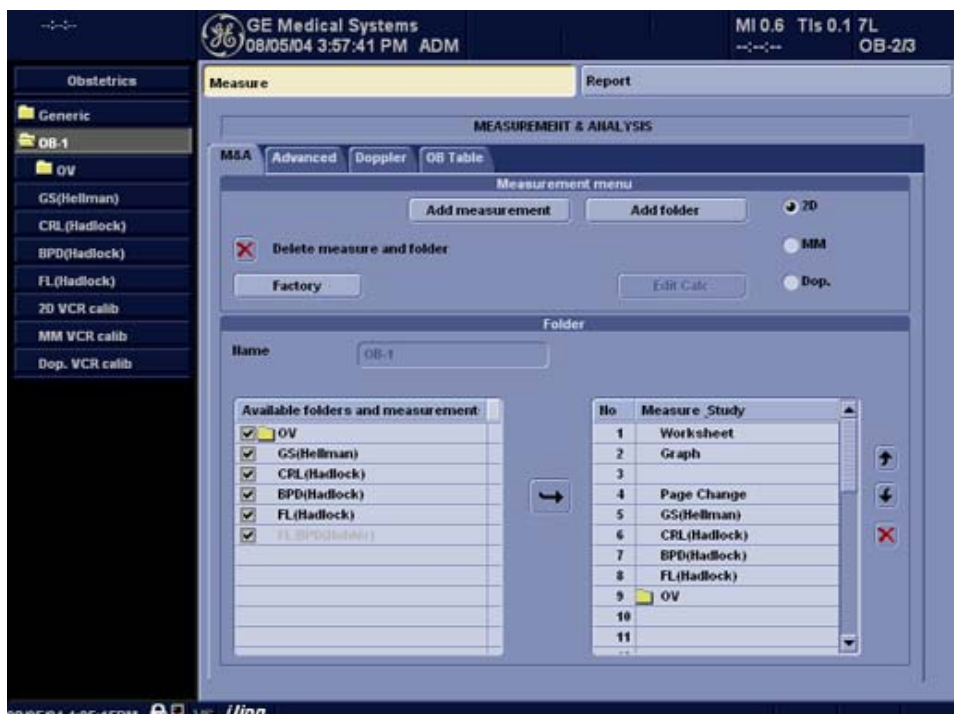 --:--:--
GE Medical Systems
08/05/04 3:57:41 PM ADM
MI 0.6 TIs 0.1 7L
--:--:-- OB-2/3
Obstetrics
Generic
OB-1
OV
GS(Hellman)
CRL(Hadlock)
BPD(Hadlock)
FL(Hadlock)
2D VCR calib
MM VCR calib
Dop. VCR calib
Measure
Report
MEASUREMENT & ANALYSIS
M&A Advanced Doppler OB Table
Measurement menu
Add measurement Add folder 2D
Delete measure and folder MM
Factory Edit Calc Dop.
Folder
Name OB-1
Available folders and measurement
OV
GS(Hellman)
CRL(Hadlock)
BPD(Hadlock)
FL(Hadlock)
No Measure_Study
1 Worksheet
2 Graph
3
4 Page Change
5 GS(Hellman)
6 CRL(Hadlock)
7 BPD(Hadlock)
8 FL(Hadlock)
9 OV
10
11